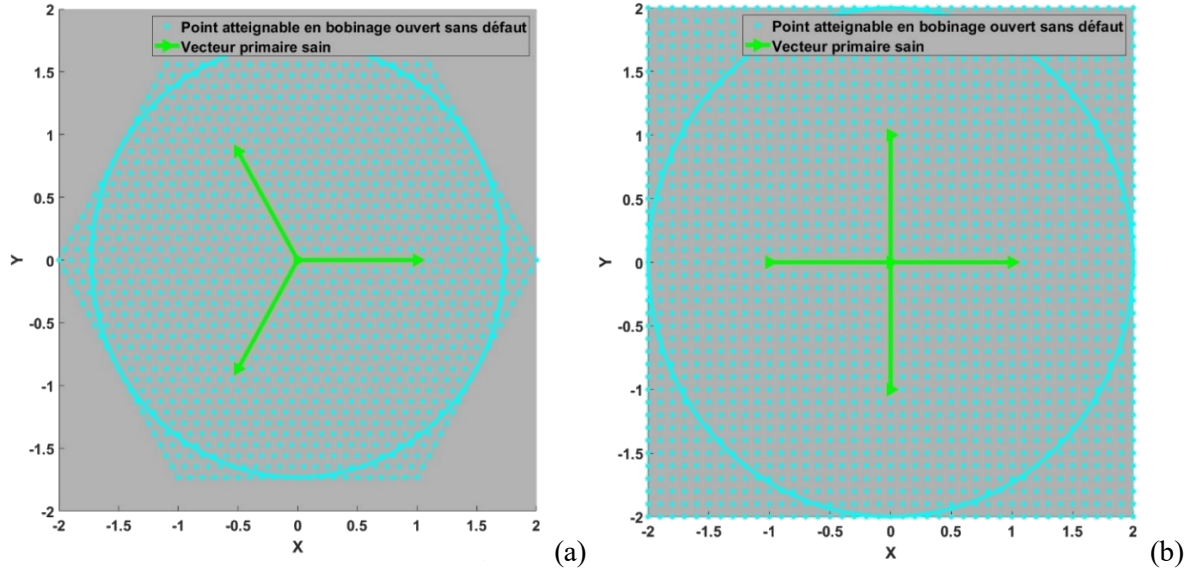 Point atteignable en bobinage ouvert sans défaut
Vecteur primaire sain
2
1.5
1
0.5
0
-0.5
-1
-1.5
-2
Y
-2 -1.5 -1 -0.5 0 0.5 1 1.5 2
X
(a)
Point atteignable en bobinage ouvert sans défaut
Vecteur primaire sain
2
1.5
1
0.5
0
-0.5
-1
-1.5
-2
Y
-2 -1.5 -1 -0.5 0 0.5 1 1.5 2
X
(b)